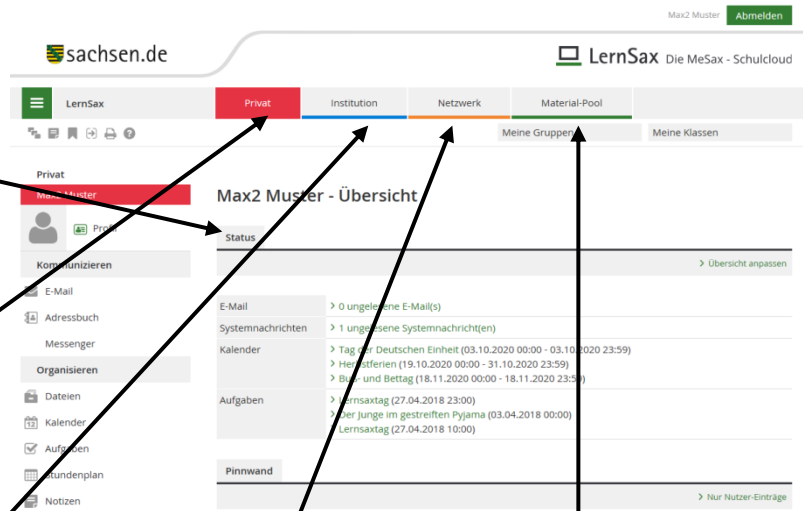 Max2 Muster Abmelden
sachsen.de
LernSax Die MeSax - Schulcloud
LernSax Privat Institution Netzwerk Material-Pool
Meine Gruppen Meine Klassen
Privat
Max2 Muster
Max2 Muster - Übersicht
Profil
Status
Kommunizieren
> Übersicht anpassen
E-Mail
Adressbuch
Messenger
Organisieren
Dateien
Kalender
Aufgaben
Stundenplan
Notizen
E-Mail > 0 ungelesene E-Mail(s)
Systemnachrichten > 1 ungelesene Systemnachricht(en)
Kalender > Tag der Deutschen Einheit (03.10.2020 00:00 - 03.10.2020 23:59)
> Herbstferien (19.10.2020 00:00 - 31.10.2020 23:59)
> Buß- und Bettag (18.11.2020 00:00 - 18.11.2020 23:59)
Aufgaben > Lernsaxtag (27.04.2018 23:00)
> Der Junge im gestreiften Pyjama (03.04.2018 00:00)
Lernsaxtag (27.04.2018 10:00)
Pinnwand
> Nur Nutzer-Einträge